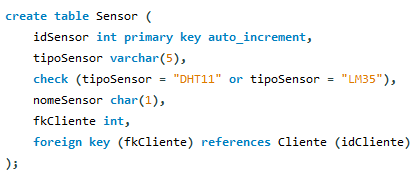 create table Sensor (
idSensor int primary key auto_increment,
tipoSensor varchar(5),
check (tipoSensor = "DHT11" or tipoSensor = "LM35"),
nomeSensor char(1),
fkCliente int,
foreign key (fkCliente) references Cliente (idCliente)
);